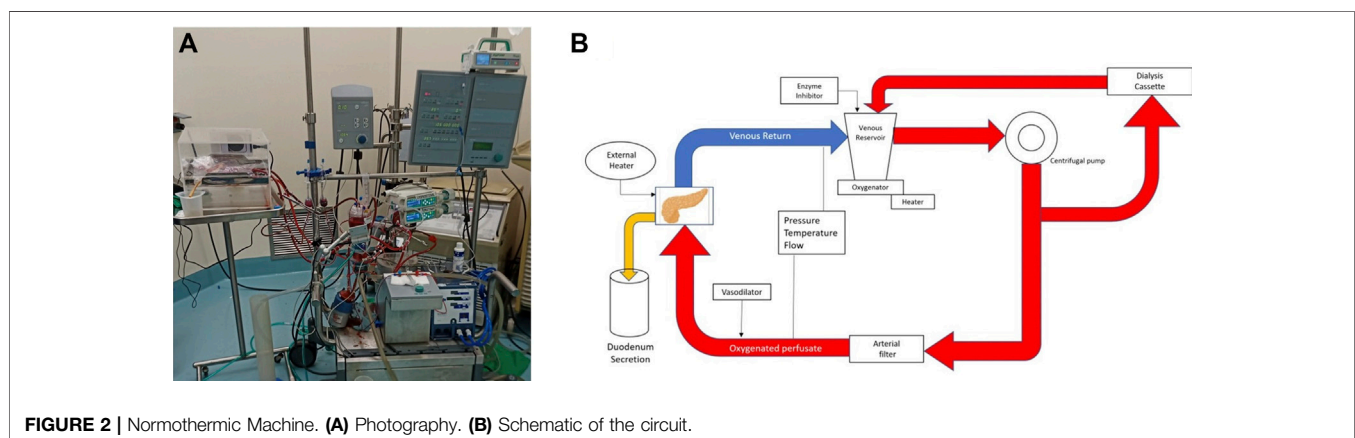 A
B
Dialysis
Cassette
Enzyme
Inhibitor
Venous Return
Venous
Reservoir
Centrifugal pump
External
Heater
Oxygenator
Heater
Pressure
Temperature
Flow
Vasodilator
Duodenum
Secretion
Oxygenated perfusate
Arterial
filter
FIGURE 2 | Normothermic Machine. (A) Photography. (B) Schematic of the circuit.